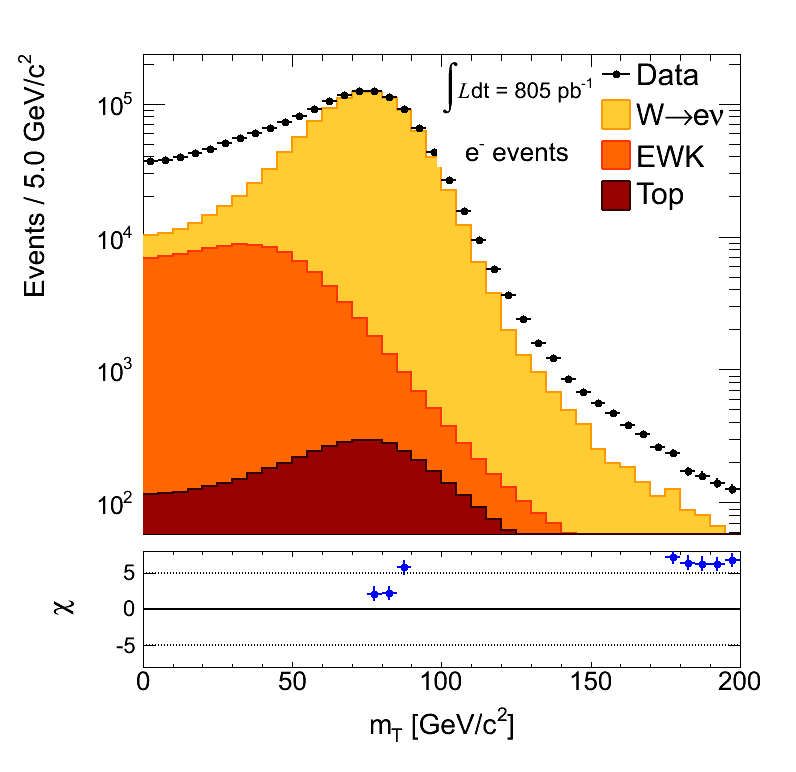 Events / 5.0 GeV/c²
10⁵
10⁴
10³
10²
∫ Ldt = 805 pb⁻¹
e⁻ events
Data
W→eν
EWK
Top
χ
5
0
-5
0 50 100 150 200
m_T [GeV/c²]